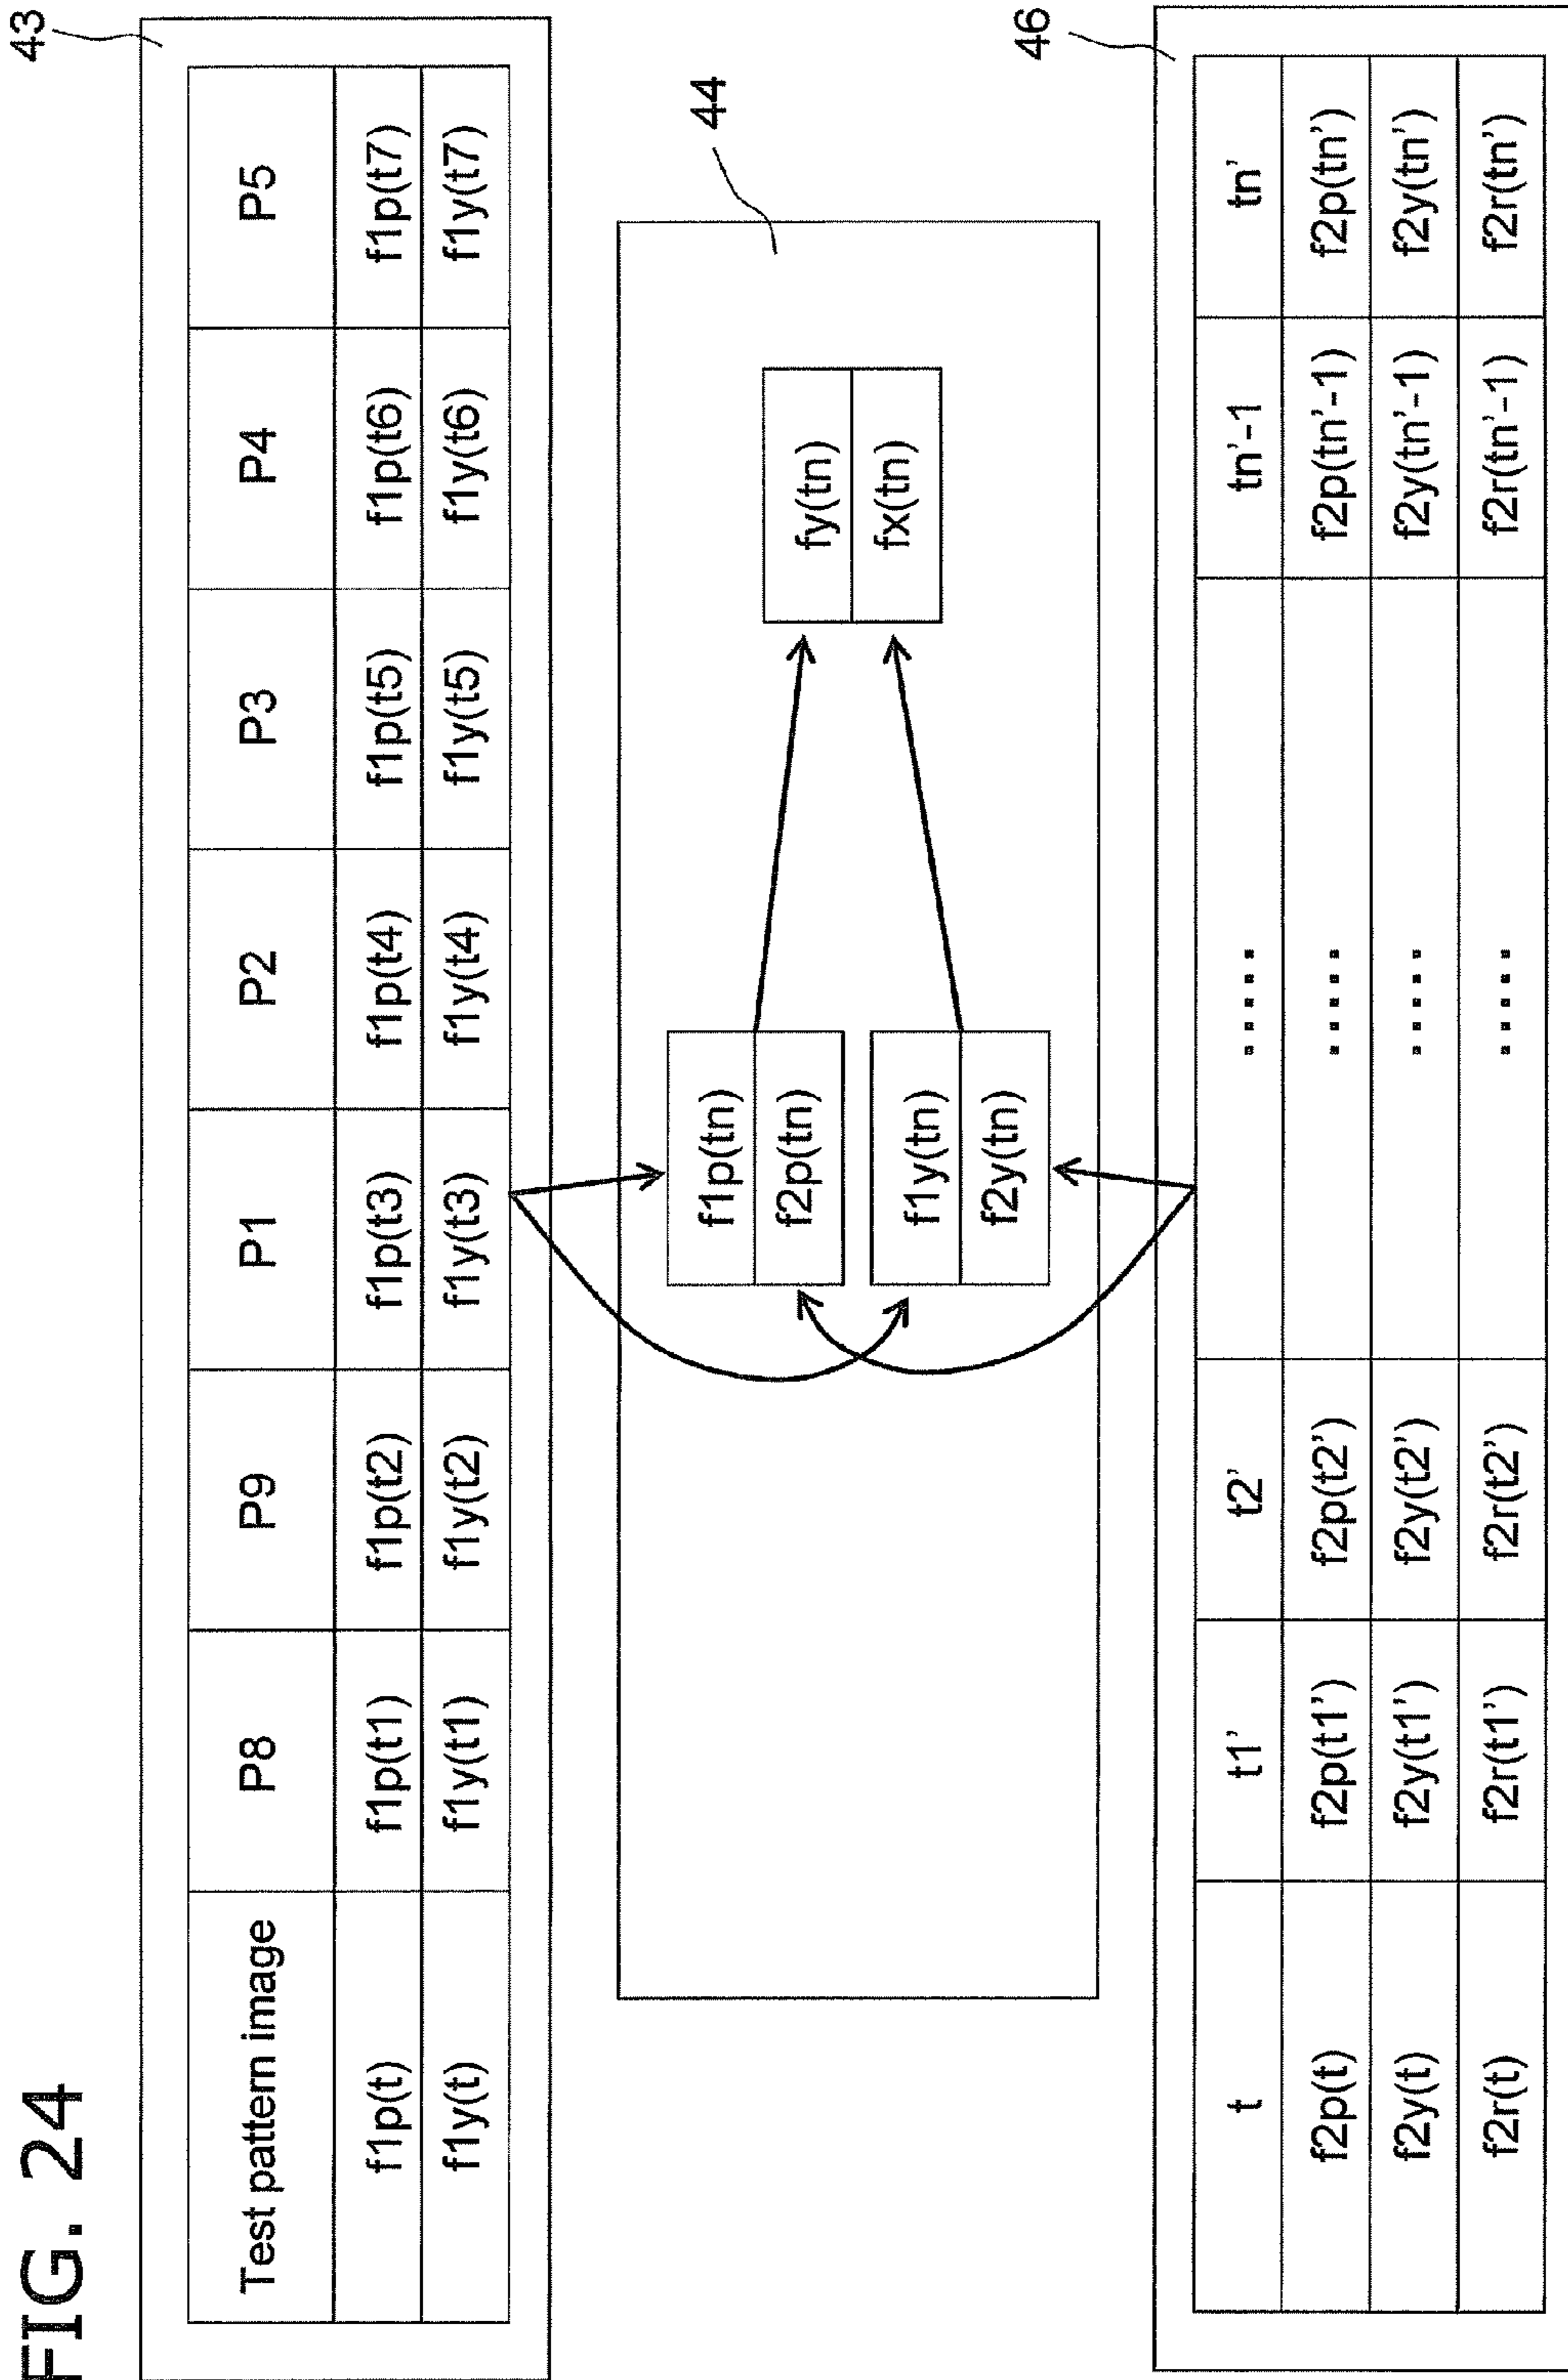 FIG. 24
43
Test pattern image P8 P9 P1 P2 P3 P4 P5
f1p(t) f1p(t1) f1p(t2) f1p(t3) f1p(t4) f1p(t5) f1p(t6) f1p(t7)
f1y(t) f1y(t1) f1y(t2) f1y(t3) f1y(t4) f1y(t5) f1y(t6) f1y(t7)
44
f1p(tn)
f2p(tn)
f1y(tn)
f2y(tn)
fy(tn)
fx(tn)
46
t t1' t2' ..... tn'-1 tn'
f2p(t) f2p(t1') f2p(t2') ..... f2p(tn'-1) f2p(tn')
f2y(t) f2y(t1') f2y(t2') ..... f2y(tn'-1) f2y(tn')
f2r(t) f2r(t1') f2r(t2') ..... f2r(tn'-1) f2r(tn')